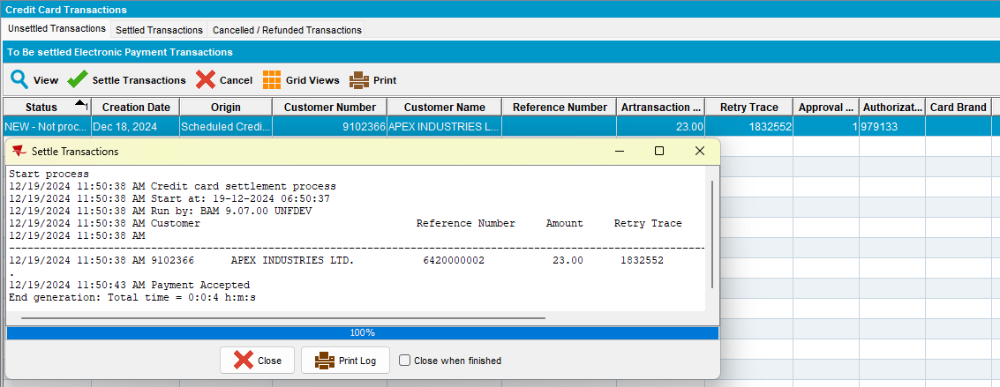 Credit Card Transactions
Unsettled Transactions Settled Transactions Cancelled / Refunded Transactions
To Be settled Electronic Payment Transactions
View Settle Transactions Cancel Grid Views Print
Status 1 Creation Date Origin Customer Number Customer Name Reference Number Artransaction ... Retry Trace Approval ... Authorizat... Card Brand
NEW - Not proc... Dec 18, 2024 Scheduled Credi... 9102366 APEX INDUSTRIES L... 23.00 1832552 1 979133
Settle Transactions
Start process
12/19/2024 11:50:38 AM Credit card settlement process
12/19/2024 11:50:38 AM Start at: 19-12-2024 06:50:37
12/19/2024 11:50:38 AM Run by: BAM 9.07.00 UNFDEV
12/19/2024 11:50:38 AM Customer Reference Number Amount Retry Trace
12/19/2024 11:50:38 AM
--------------------------------------------------------------------------------
12/19/2024 11:50:38 AM 9102366 APEX INDUSTRIES LTD. 6420000002 23.00 1832552
.
12/19/2024 11:50:43 AM Payment Accepted
End generation: Total time = 0:0:4 h:m:s
100%
Close Print Log Close when finished